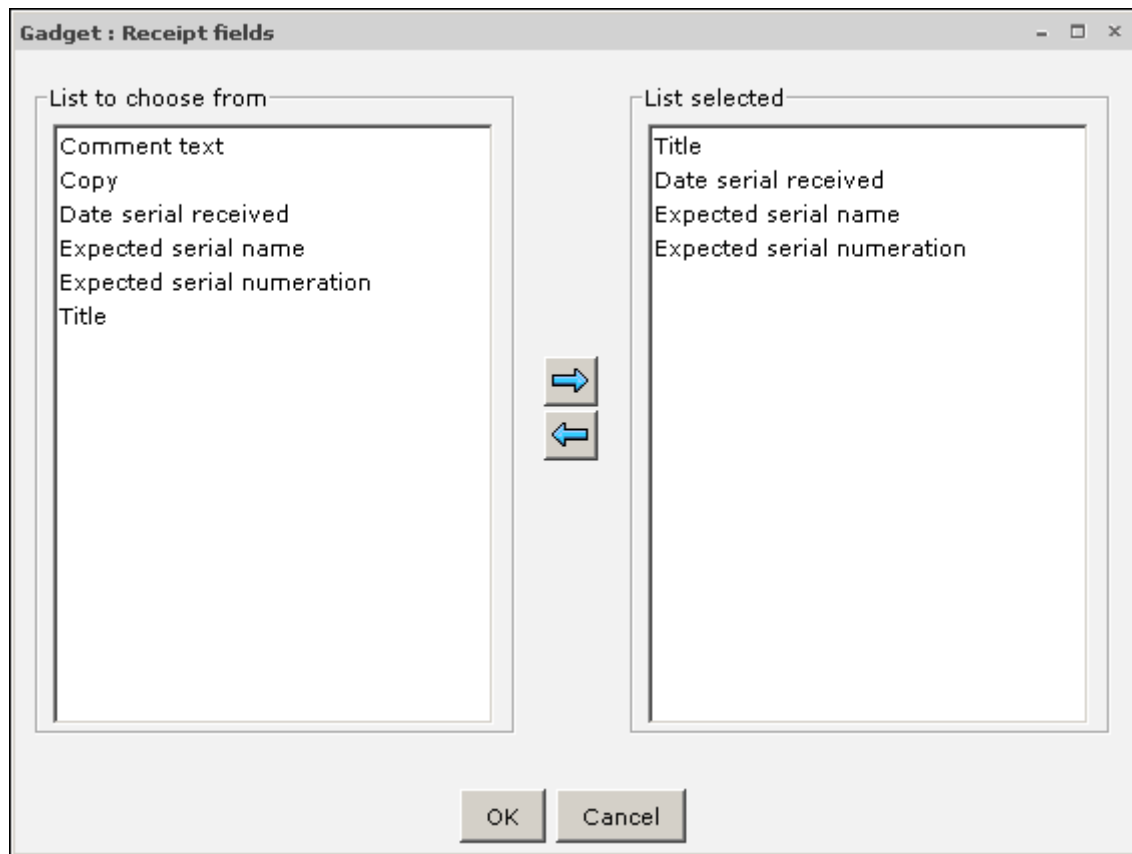 Gadget : Receipt fields
List to choose from
Comment text
Copy
Date serial received
Expected serial name
Expected serial numeration
Title
List selected
Title
Date serial received
Expected serial name
Expected serial numeration
OK
Cancel